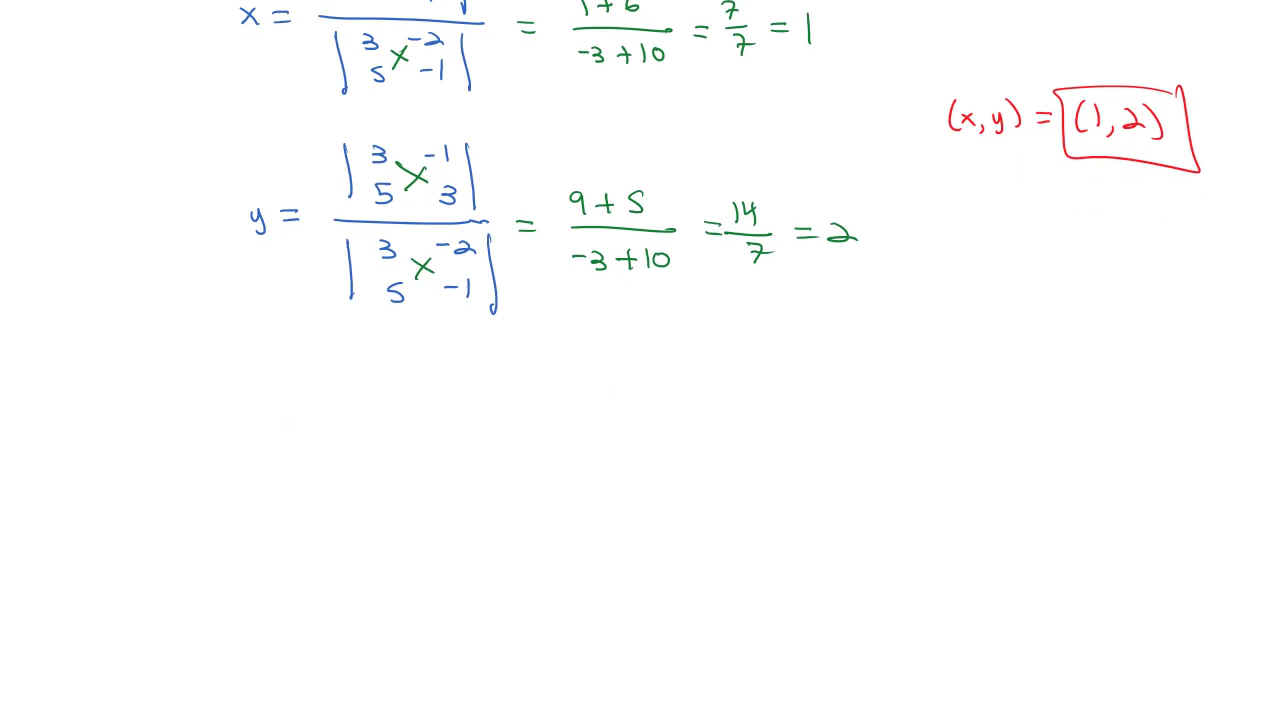 x = | 3 -2 | = 1 + 6 / -3 + 10 = 7/7 = 1
| 5 -1 |
(x, y) = (1, 2)
| 3 -1 |
| 5 3 |
y = = 9 + 5 / -3 + 10 = 14/7 = 2
| 3 -2 |
| 5 -1 |